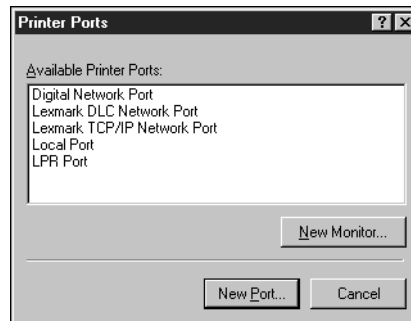 Printer Ports
Available Printer Ports:
Digital Network Port
Lexmark DLC Network Port
Lexmark TCP/IP Network Port
Local Port
LPR Port
New Monitor...
New Port...
Cancel